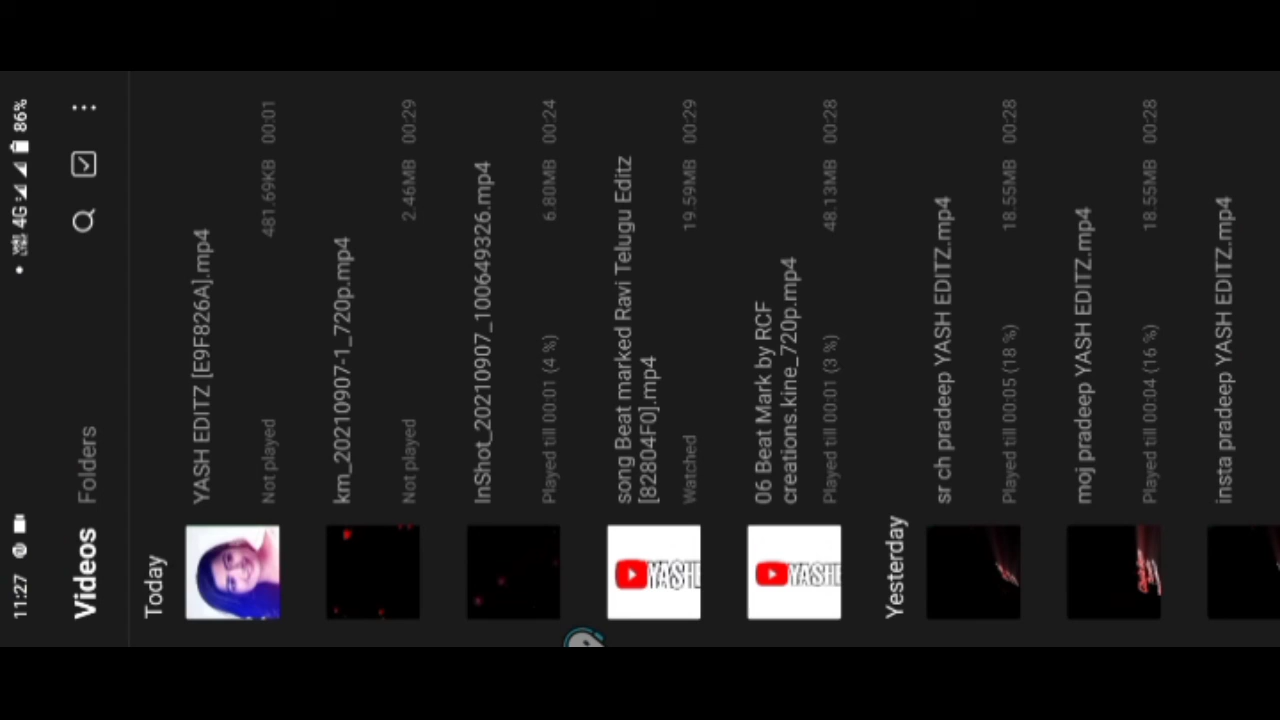 11:27
4G 86%
Videos Folders
Today
YASH EDITZ [E9F826A].mp4
Not played 481.69KB 00:01
km_20210907-1_720p.mp4
Not played 2.46MB 00:29
InShot_20210907_100649326.mp4
Played till 00:01 (4 %) 6.80MB 00:24
YASH
song Beat marked Ravi Telugu Editz
[82804F0].mp4
Watched 19.59MB 00:29
YASH
06 Beat Mark by RCF
creations.kine_720p.mp4
Played till 00:01 (3 %) 48.13MB 00:28
Yesterday
sr ch pradeep YASH EDITZ.mp4
Played till 00:05 (18 %) 18.55MB 00:28
moj pradeep YASH EDITZ.mp4
Played till 00:04 (16 %) 18.55MB 00:28
insta pradeep YASH EDITZ.mp4